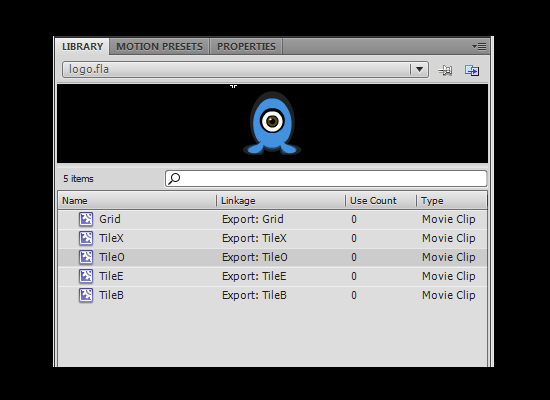 LIBRARY MOTION PRESETS PROPERTIES
logo.fla
5 items
Name Linkage Use Count Type
Grid Export: Grid 0 Movie Clip
TileX Export: TileX 0 Movie Clip
TileO Export: TileO 0 Movie Clip
TileE Export: TileE 0 Movie Clip
TileB Export: TileB 0 Movie Clip